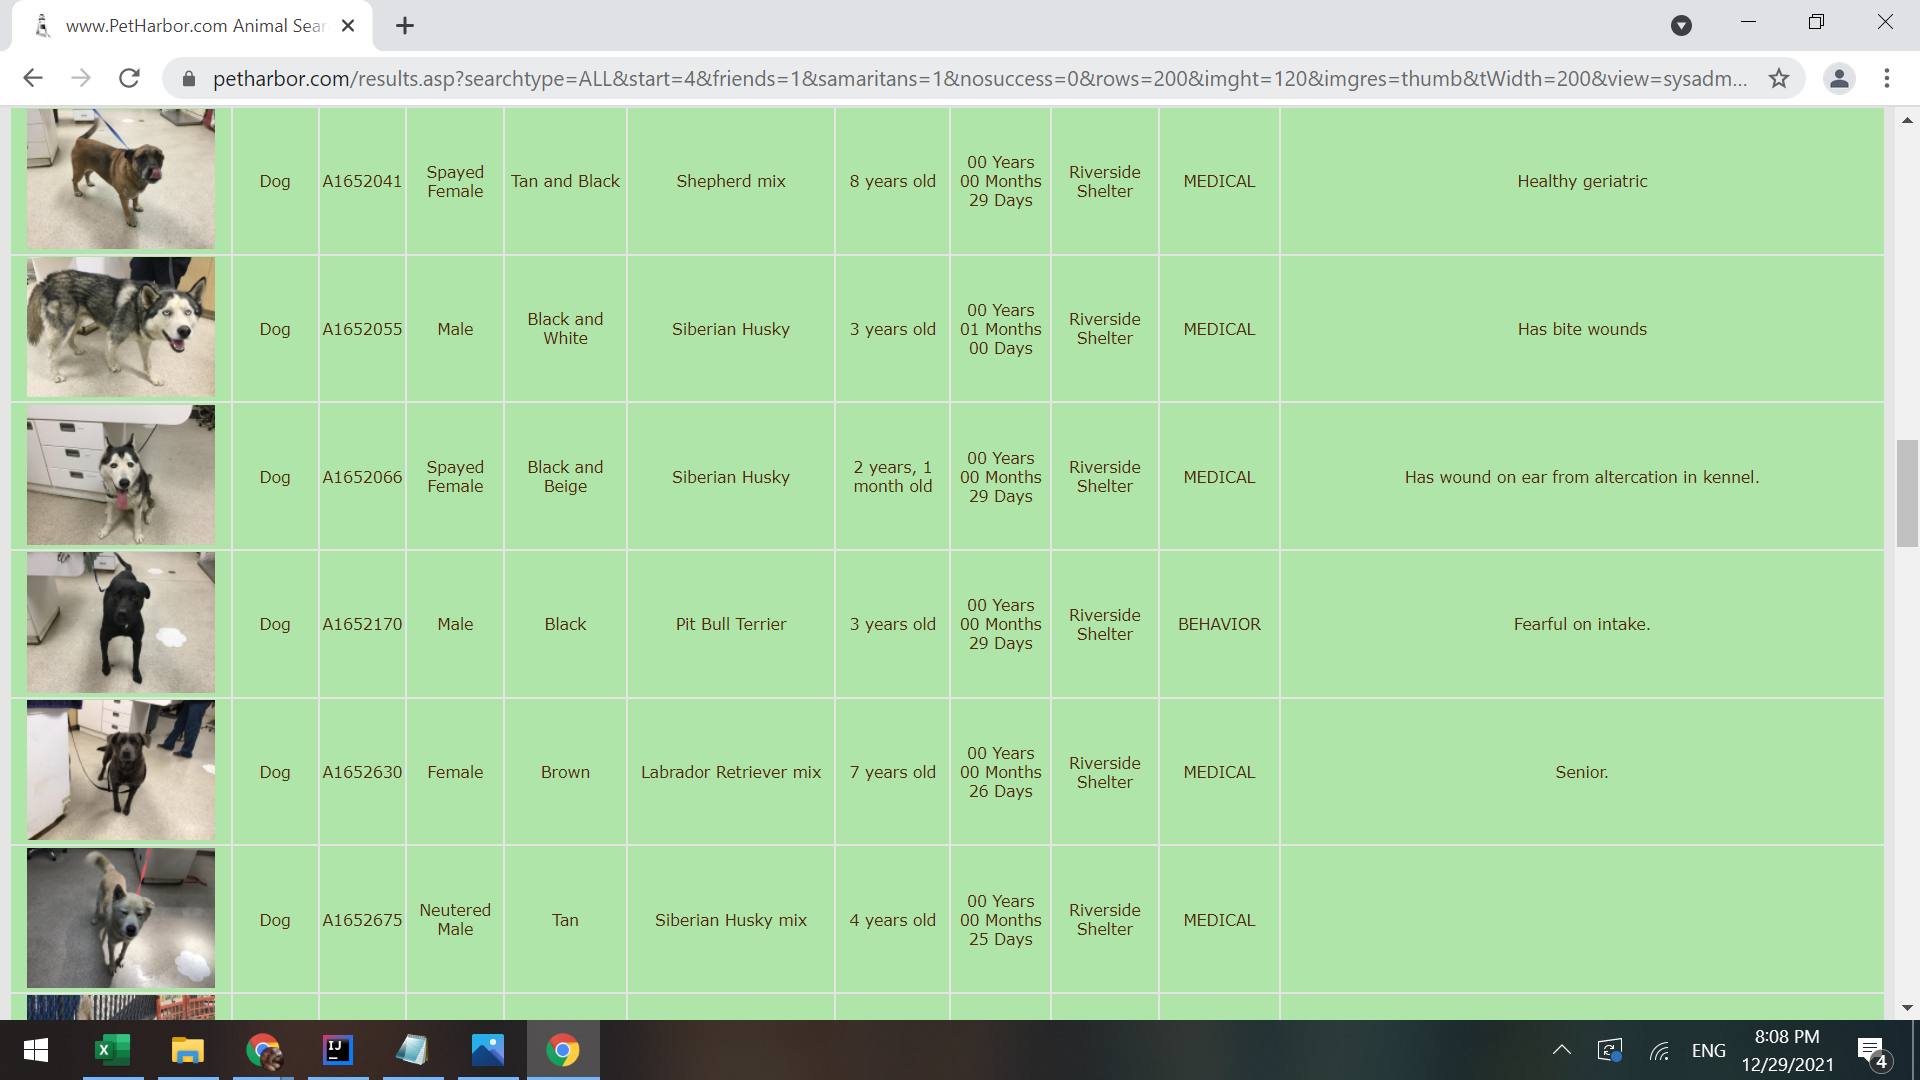 www.PetHarbor.com Animal Sear
petharbor.com/results.asp?searchtype=ALL&start=4&friends=1&samaritans=1&nosuccess=0&rows=200&imght=120&imgres=thumb&tWidth=200&view=sysadm...
Dog
A1652041
Spayed
Female
Tan and Black
Shepherd mix
8 years old
00 Years
00 Months
29 Days
Riverside
Shelter
MEDICAL
Healthy geriatric
Dog
A1652055
Male
Black and
White
Siberian Husky
3 years old
00 Years
01 Months
00 Days
Riverside
Shelter
MEDICAL
Has bite wounds
Dog
A1652066
Spayed
Female
Black and
Beige
Siberian Husky
2 years, 1
month old
00 Years
00 Months
29 Days
Riverside
Shelter
MEDICAL
Has wound on ear from altercation in kennel.
Dog
A1652170
Male
Black
Pit Bull Terrier
3 years old
00 Years
00 Months
29 Days
Riverside
Shelter
BEHAVIOR
Fearful on intake.
Dog
A1652630
Female
Brown
Labrador Retriever mix
7 years old
00 Years
00 Months
26 Days
Riverside
Shelter
MEDICAL
Senior.
Dog
A1652675
Neutered
Male
Tan
Siberian Husky mix
4 years old
00 Years
00 Months
25 Days
Riverside
Shelter
MEDICAL
X
IJ
ENG
8:08 PM
12/29/2021
4